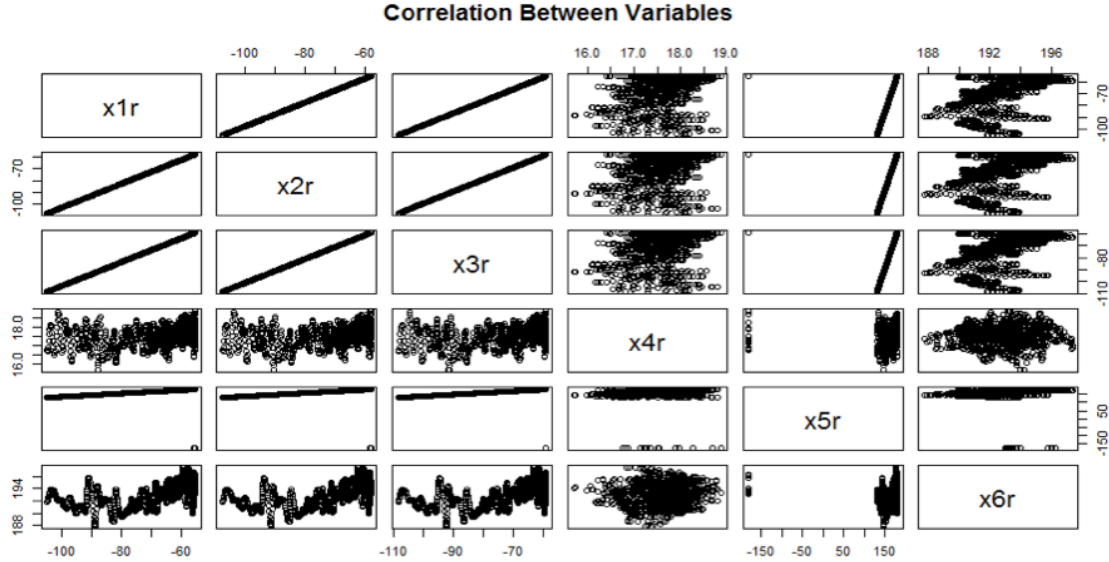 Correlation Between Variables
-100 -60 16.0 17.0 18.0 19.0 188 192 196
x1r -100 -70
-100 -70 x2r
x3r -110 -80
16.0 18.0 x4r
x5r -150 50
188 194 x6r
-100 -80 -60 -110 -90 -70 -150 -50 50 150